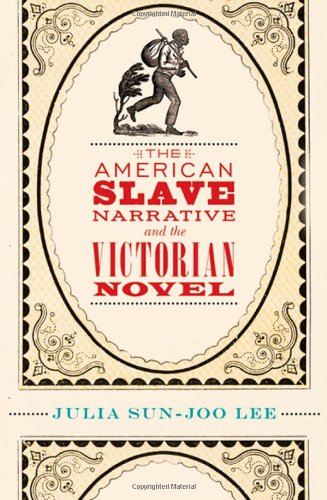 THE
AMERICAN
SLAVE
NARRATIVE
and the
VICTORIAN
NOVEL
JULIA SUN-JOO LEE